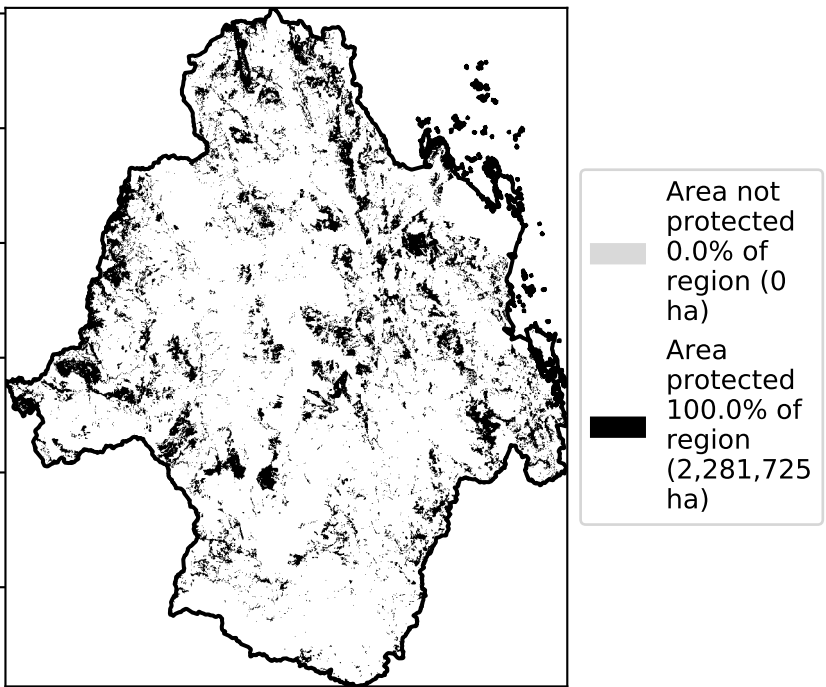 Area not
protected
0.0% of
region (0
ha)
Area
protected
100.0% of
region
(2,281,725
ha)